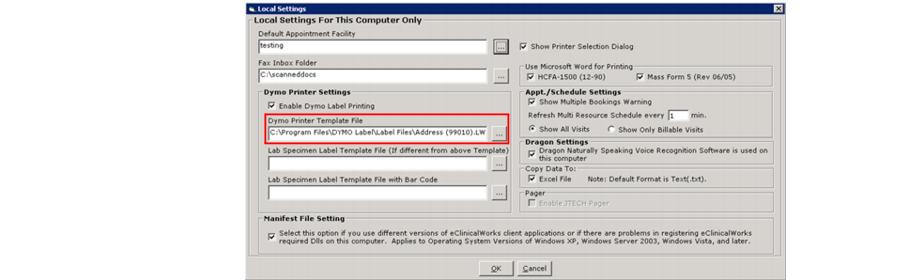 Local Settings
Local Settings For This Computer Only
Default Appointment Facility
testing
...
Fax Inbox Folder
C:\scanneddocs
...
Dymo Printer Settings
Enable Dymo Label Printing
Dymo Printer Template File
C:\Program Files\DYMO Label\Label Files\Address (99010).LW
...
Lab Specimen Label Template File (If different from above Template)
...
Lab Specimen Label Template File with Bar Code
...
Show Printer Selection Dialog
Use Microsoft Word for Printing
HCFA-1500 (12-90) Mass Form 5 (Rev 06/05)
Appt./Schedule Settings
Show Multiple Bookings Warning
Refresh Multi Resource Schedule every 1 min.
Show All Visits Show Only Billable Visits
Dragon Settings
Dragon Naturally Speaking Voice Recognition Software is used on
this computer
Copy Data To:
Excel File Note: Default Format is Text(.txt).
Pager
Enable JTECH Pager
Manifest File Setting
Select this option if you use different versions of eClinicalWorks client applications or if there are problems in registering eClinicalWorks
required Dlls on this computer. Applies to Operating System Versions of Windows XP, Windows Server 2003, Windows Vista, and later.
OK Cancel